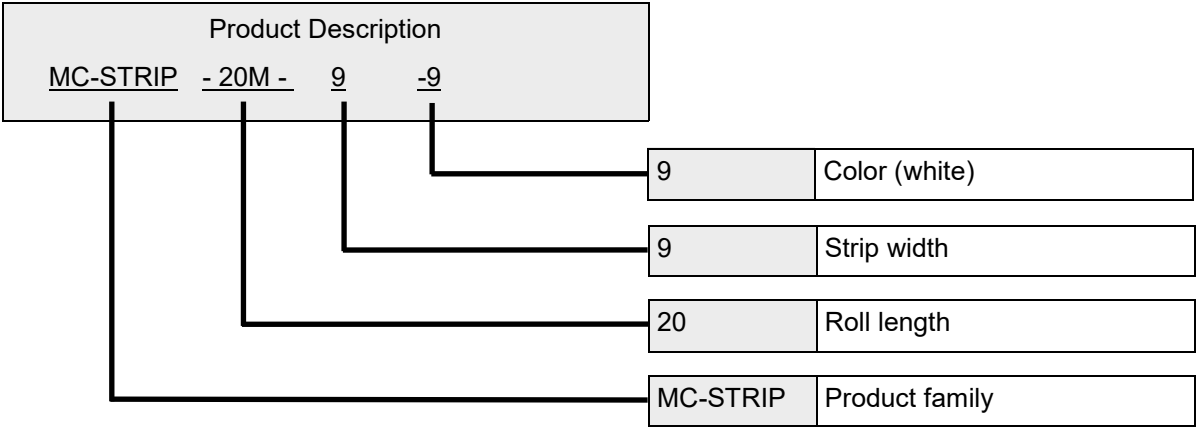 Product Description
MC-STRIP - 20M - 9 -9
9 Color (white)
9 Strip width
20 Roll length
MC-STRIP Product family